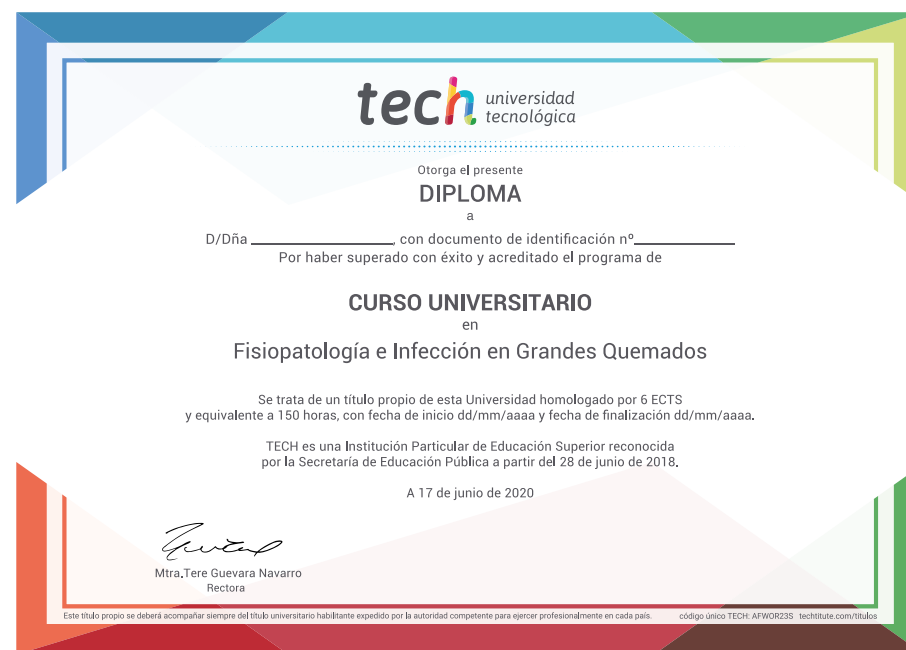 tech universidad
tecnológica
Otorga el presente
DIPLOMA
a
D/Dña ____________, con documento de identificación nº____________
Por haber superado con éxito y acreditado el programa de
CURSO UNIVERSITARIO
en
Fisiopatología e Infección en Grandes Quemados
Se trata de un título propio de esta Universidad homologado por 6 ECTS
y equivalente a 150 horas, con fecha de inicio dd/mm/aaaa y fecha de finalización dd/mm/aaaa.
TECH es una Institución Particular de Educación Superior reconocida
por la Secretaría de Educación Pública a partir del 28 de junio de 2018.
A 17 de junio de 2020
Mtra.Tere Guevara Navarro
Rectora
Este título propio se deberá acompañar siempre del título universitario habilitante expedido por la autoridad competente para ejercer profesionalmente en cada país. código único TECH: AFWOR23S techtitute.com/titulos